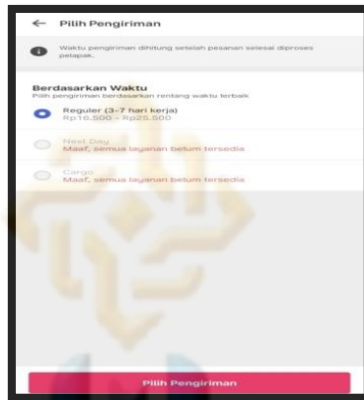 Pilih Pengiriman
Waktu pengiriman dihitung setelah pesanan selesai diproses
pelapak.
Berdasarkan Waktu
Pilih pengiriman berdasarkan rentang waktu terbaik
Reguler (3-7 hari kerja)
Rp16.500 - Rp25.500
Next Day
Maaf, semua layanan belum tersedia
Cargo
Maaf, semua layanan belum tersedia
Pilih Pengiriman